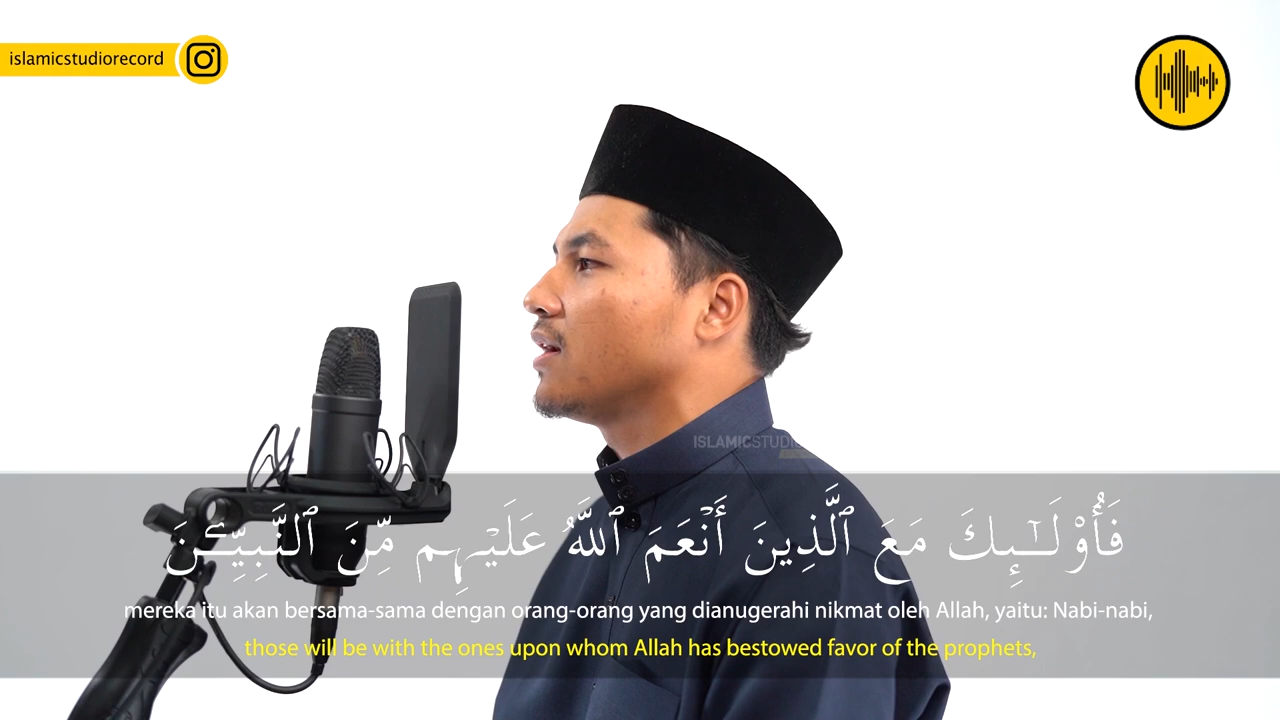 islamicstudiorecord
ISLAMICSTUDIO
فَأُو۟لَـٰٓئِكَ مَعَ ٱلَّذِينَ أَنْعَمَ ٱللَّهُ عَلَيْهِم مِّنَ ٱلنَّبِيِّـۧنَ
mereka itu akan bersama-sama dengan orang-orang yang dianugerahi nikmat oleh Allah, yaitu: Nabi-nabi,
those will be with the ones upon whom Allah has bestowed favor of the prophets,